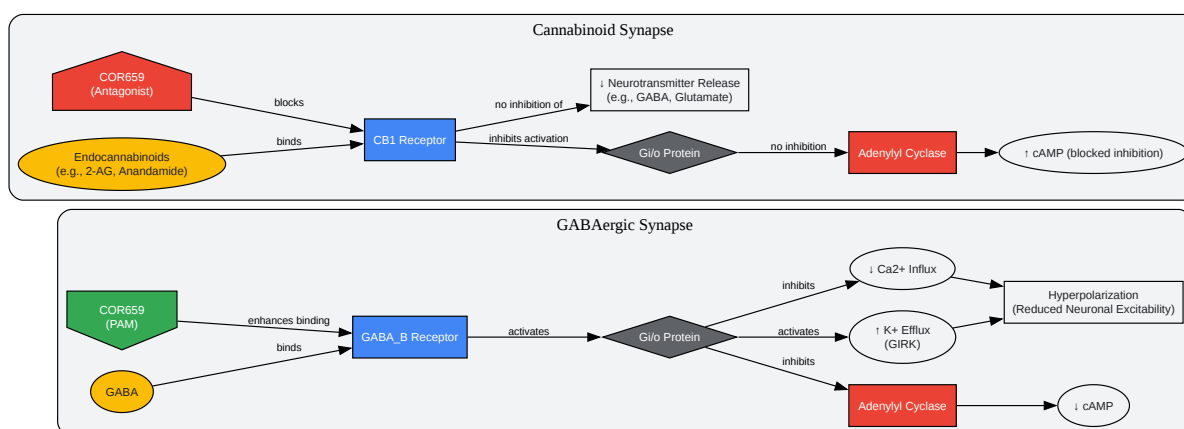 Cannabinoid Synapse
COR659
(Antagonist)
blocks
Endocannabinoids
(e.g., 2-AG, Anandamide)
binds
CB1 Receptor
no inhibition of
↓ Neurotransmitter Release
(e.g., GABA, Glutamate)
inhibits activation
Gi/o Protein
no inhibition
Adenylyl Cyclase
↑ cAMP (blocked inhibition)
GABAergic Synapse
COR659
(PAM)
enhances binding
GABA
binds
GABA_B Receptor
activates
Gi/o Protein
inhibits
↓ Ca2+ Influx
activates
↑ K+ Efflux
(GIRK)
Hyperpolarization
(Reduced Neuronal Excitability)
inhibits
Adenylyl Cyclase
↓ cAMP